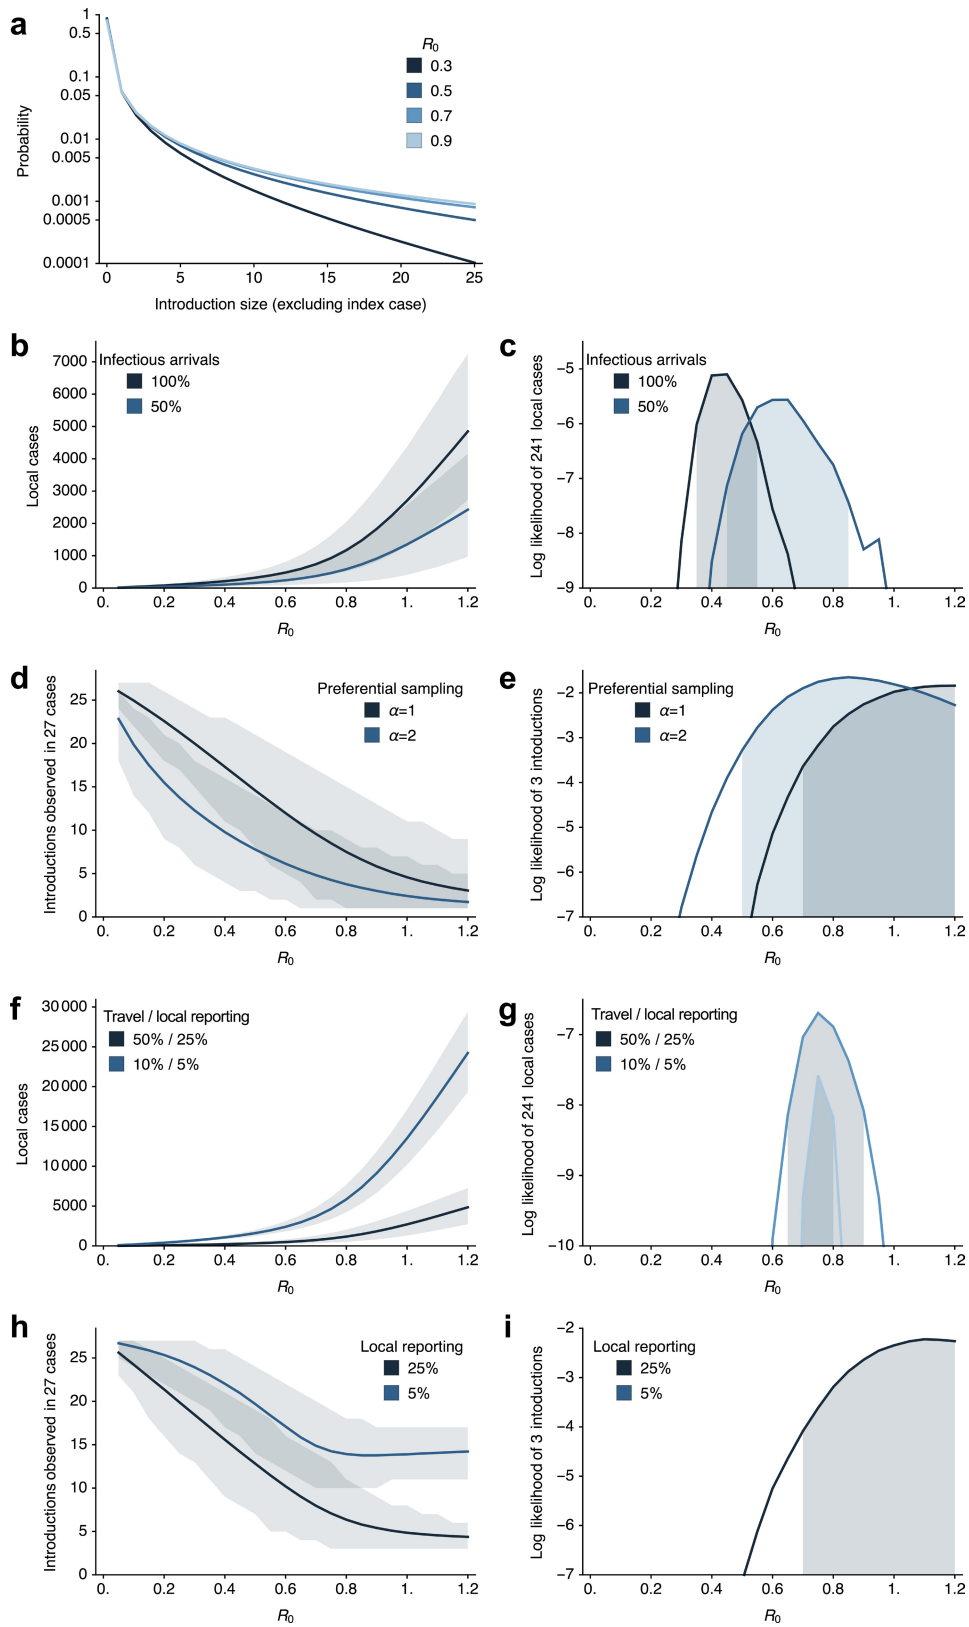 a
1
0.5
0.1
0.05
0.01
0.005
0.001
0.0005
0.0001
Probability
R0
0.3
0.5
0.7
0.9
0 5 10 15 20 25
Introduction size (excluding index case)
b
Infectious arrivals
100%
50%
7000
6000
5000
4000
3000
2000
1000
0
Local cases
0. 0.2 0.4 0.6 0.8 1. 1.2
R0
c
Infectious arrivals
100%
50%
−5
−6
−7
−8
−9
Log likelihood of 241 local cases
0. 0.2 0.4 0.6 0.8 1. 1.2
R0
d
Preferential sampling
α=1
α=2
25
20
15
10
5
0
Introductions observed in 27 cases
0. 0.2 0.4 0.6 0.8 1. 1.2
R0
e
Preferential sampling
α=1
α=2
−2
−3
−4
−5
−6
−7
Log likelihood of 3 intoductions
0. 0.2 0.4 0.6 0.8 1. 1.2
R0
f
Travel / local reporting
50% / 25%
10% / 5%
30 000
25 000
20 000
15 000
10 000
5000
0
Local cases
0. 0.2 0.4 0.6 0.8 1. 1.2
R0
g
Travel / local reporting
50% / 25%
10% / 5%
−7
−8
−9
−10
Log likelihood of 241 local cases
0. 0.2 0.4 0.6 0.8 1. 1.2
R0
h
Local reporting
25%
5%
25
20
15
10
5
0
Introductions observed in 27 cases
0. 0.2 0.4 0.6 0.8 1. 1.2
R0
i
Local reporting
25%
5%
−2
−3
−4
−5
−6
−7
Log likelihood of 3 intoductions
0. 0.2 0.4 0.6 0.8 1. 1.2
R0